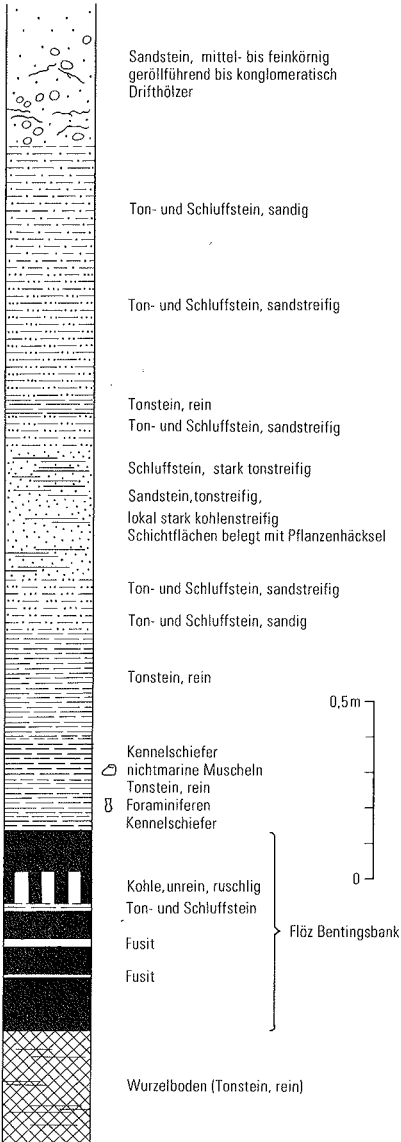 Sandstein, mittel- bis feinkörnig
geröllführend bis konglomeratisch
Drifthölzer
Ton- und Schluffstein, sandig
Ton- und Schluffstein, sandstreifig
Tonstein, rein
Ton- und Schluffstein, sandstreifig
Schluffstein, stark tonstreifig
Sandstein, tonstreifig,
lokal stark kohlenstreifig
Schichtflächen belegt mit Pflanzenhäcksel
Ton- und Schluffstein, sandstreifig
Ton- und Schluffstein, sandig
Tonstein, rein
0,5m
Kennelschiefer
nichtmarine Muscheln
Tonstein, rein
Foraminiferen
Kennelschiefer
0
Kohle, unrein, ruschlig
Ton- und Schluffstein
Flöz Bentingsbank
Fusit
Fusit
Wurzelboden (Tonstein, rein)